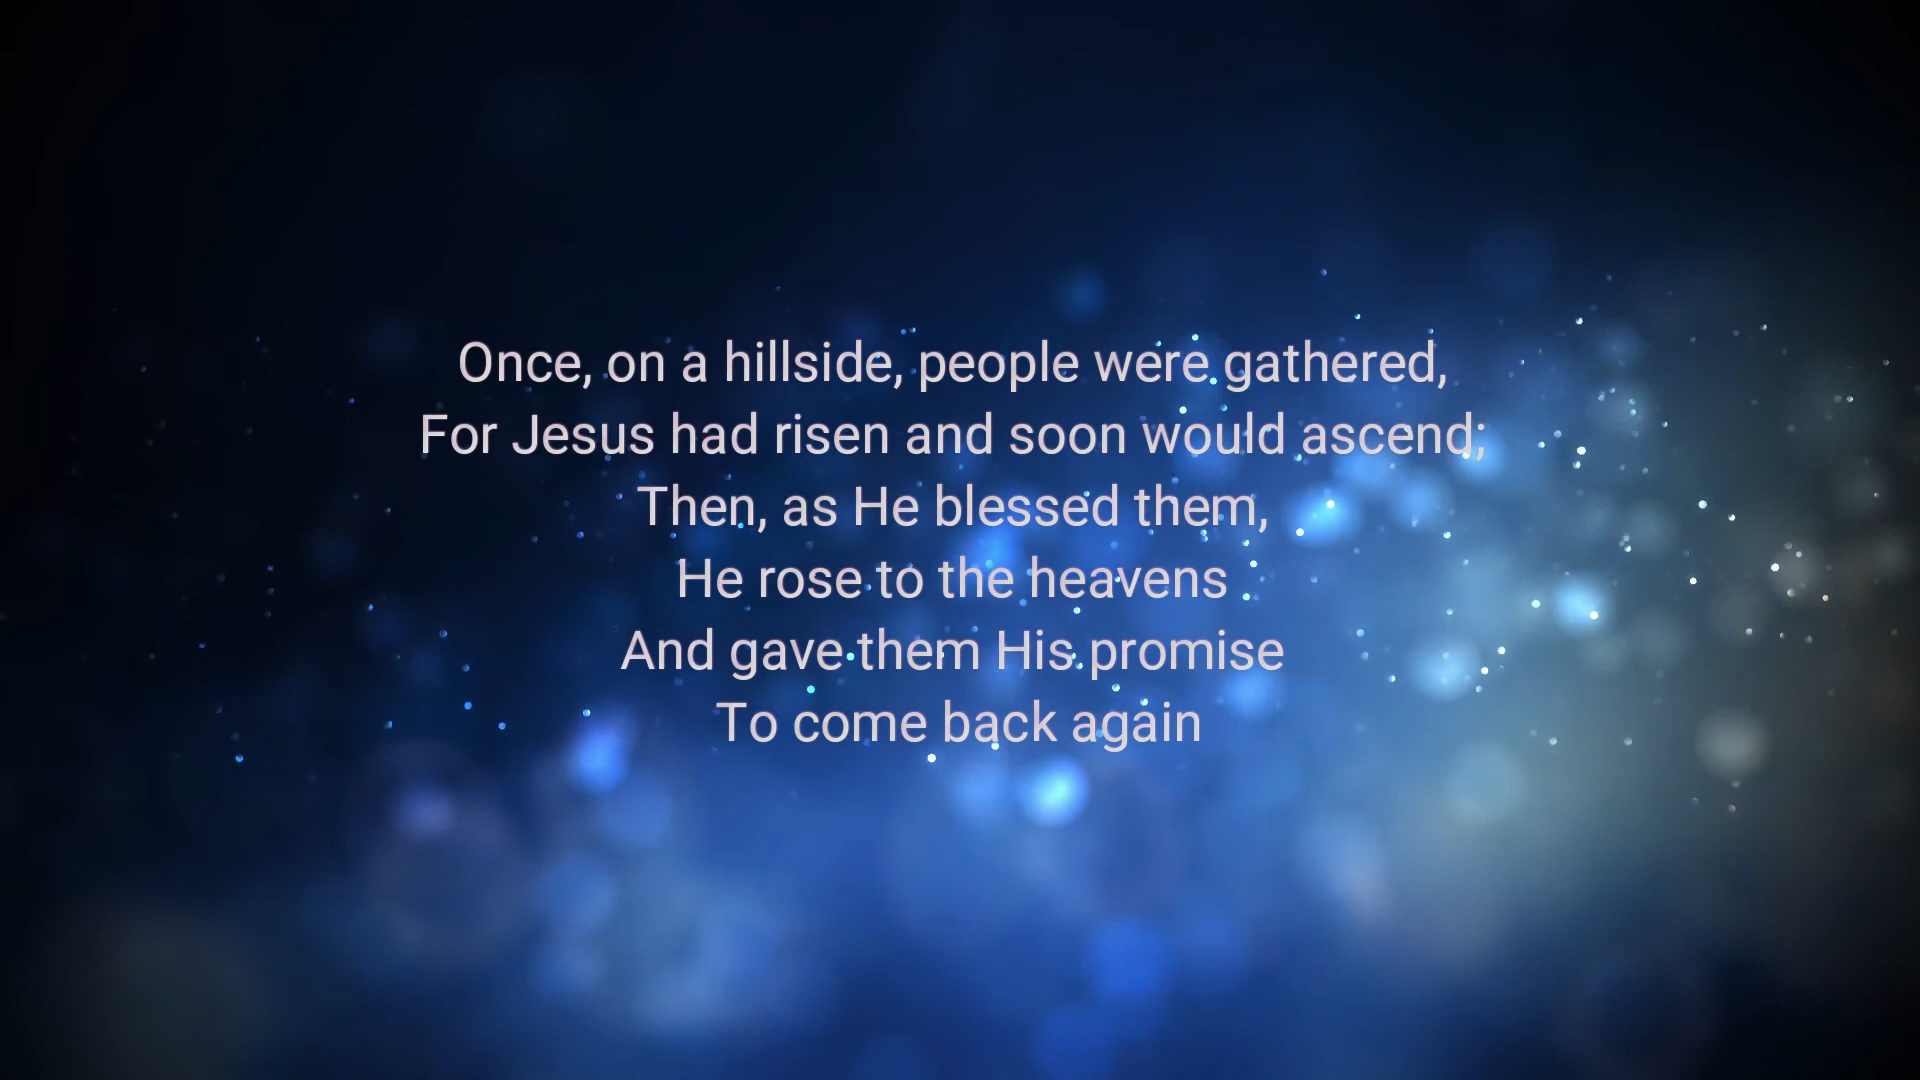 Once, on a hillside, people were gathered,
For Jesus had risen and soon would ascend;
Then, as He blessed them,
He rose to the heavens
And gave them His promise
To come back again